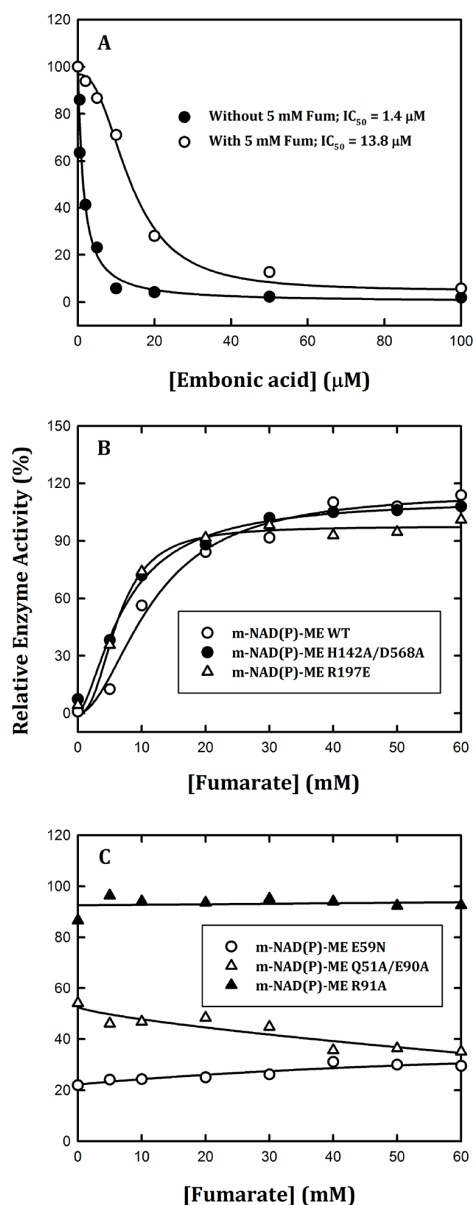 A
120
100
80
60
40
20
0
Without 5 mM Fum; IC50 = 1.4 μM
With 5 mM Fum; IC50 = 13.8 μM
0 20 40 60 80 100
[Embonic acid] (μM)
Relative Enzyme Activity (%)
B
150
120
90
60
30
0
m-NAD(P)-ME WT
m-NAD(P)-ME H142A/D568A
m-NAD(P)-ME R197E
0 10 20 30 40 50 60
[Fumarate] (mM)
C
120
100
80
60
40
20
0
m-NAD(P)-ME E59N
m-NAD(P)-ME Q51A/E90A
m-NAD(P)-ME R91A
0 10 20 30 40 50 60
[Fumarate] (mM)